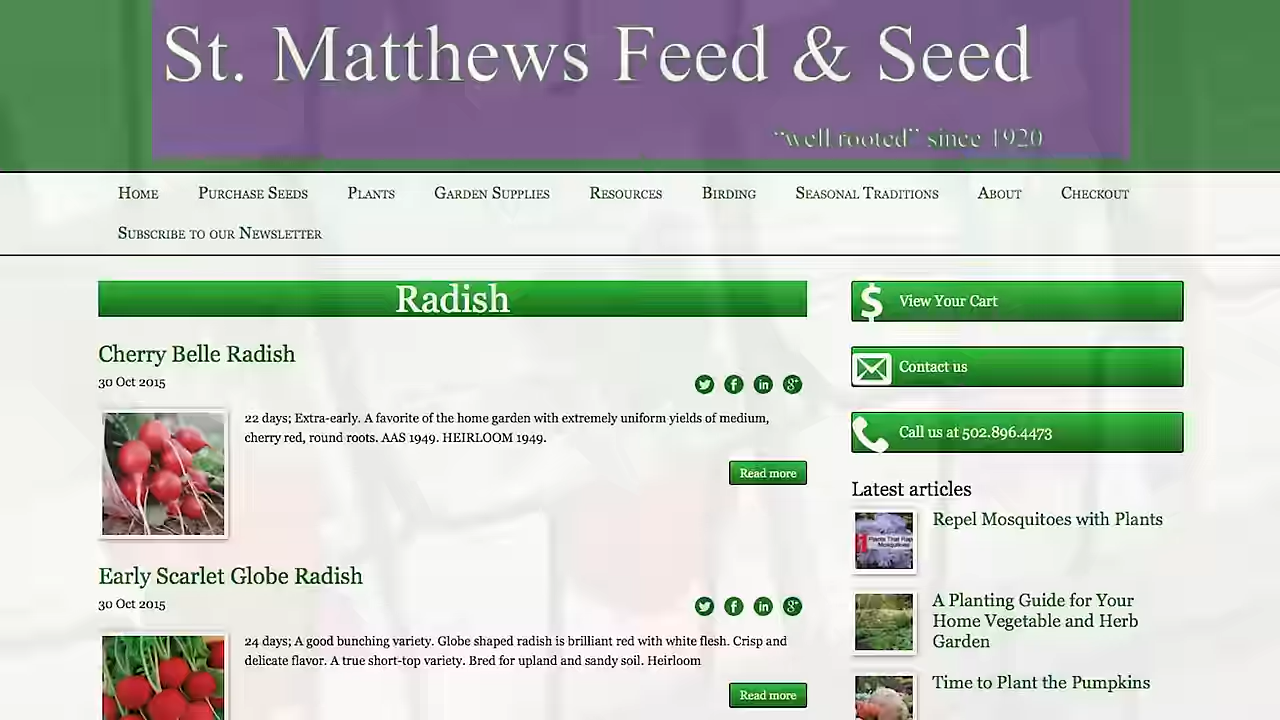 St. Matthews Feed & Seed
“well rooted” since 1920
Home Purchase Seeds Plants Garden Supplies Resources Birding Seasonal Traditions About Checkout
Subscribe to our Newsletter
Radish
Cherry Belle Radish
30 Oct 2015
22 days; Extra-early. A favorite of the home garden with extremely uniform yields of medium,
cherry red, round roots. AAS 1949. HEIRLOOM 1949.
Read more
Early Scarlet Globe Radish
30 Oct 2015
24 days; A good bunching variety. Globe shaped radish is brilliant red with white flesh. Crisp and
delicate flavor. A true short-top variety. Bred for upland and sandy soil. Heirloom
Read more
View Your Cart
Contact us
Call us at 502.896.4473
Latest articles
Plants That
Mosquitoes
Repel Mosquitoes with Plants
A Planting Guide for Your
Home Vegetable and Herb
Garden
Time to Plant the Pumpkins